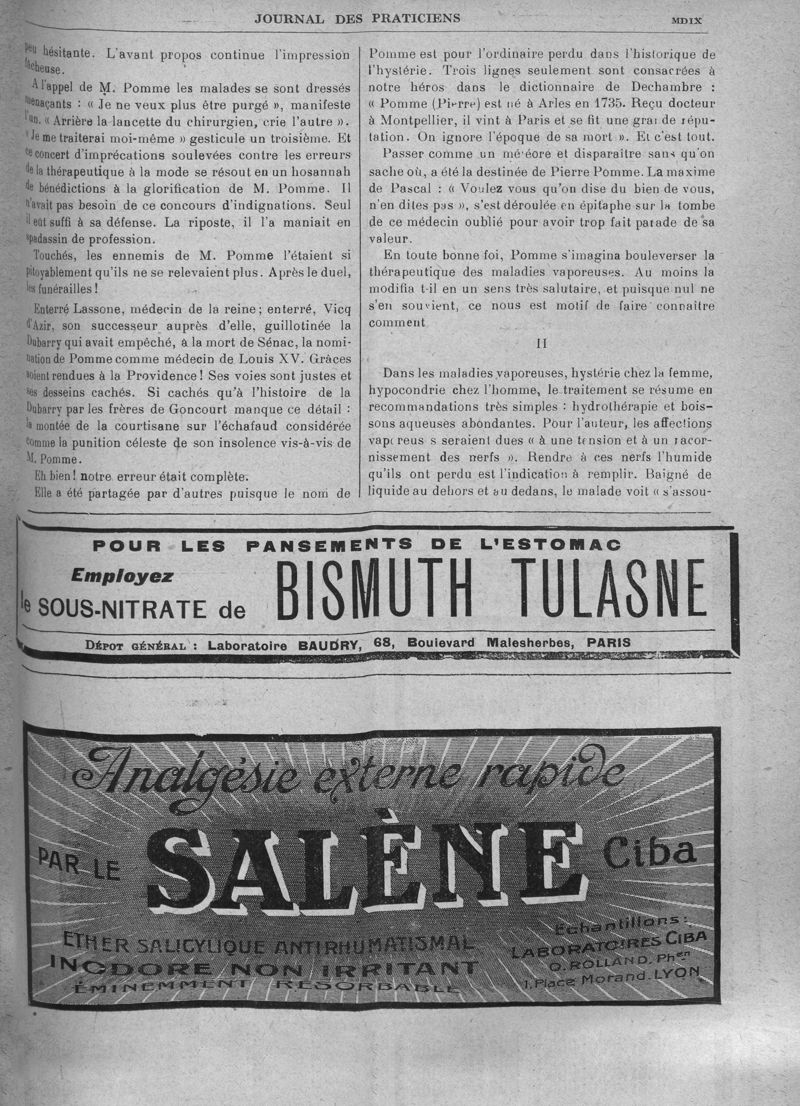 JOURNAL DES PRATICIENS
MDIX
peu hésitante. L'avant propos continue l'impression
fâcheuse.
A l'appel de M. Pomme les malades se sont dressés
menaçants : « Je ne veux plus être purgé », manifeste
l'un. « Arrière la lancette du chirurgien, crie l'autre ».
« Je me traiterai moi-même » gesticule un troisième. Et
ce concert d'imprécations soulevées contre les erreurs
de la thérapeutique à la mode se résout en un hosannah
de bénédictions à la glorification de M. Pomme. Il
n'avait pas besoin de ce concours d'indignations. Seul
il eût suffi à sa défense. La riposte, il l'a maniait en
spadassin de profession.
Touchés, les ennemis de M. Pomme l'étaient si
pitoyablement qu'ils ne se relevaient plus. Après le duel,
les funérailles !
Enterré Lassone, médecin de la reine ; enterré, Vicq
d'Azir, son successeur auprès d'elle, guillotinée la
Dubarry qui avait empêché, à la mort de Sénac, la nomi-
nation de Pomme comme médecin de Louis XV. Grâces
soient rendues à la Providence ! Ses voies sont justes et
ses desseins cachés. Si cachés qu'à l'histoire de la
Dubarry par les frères de Goncourt manque ce détail :
la montée de la courtisane sur l'échafaud considérée
comme la punition céleste de son insolence vis-à-vis de
M. Pomme.
Eh bien ! notre erreur était complète.
Elle a été partagée par d'autres puisque le nom de
Pomme est pour l'ordinaire perdu dans l'historique de
l'hystérie. Trois lignes seulement sont consacrées à
notre héros dans le dictionnaire de Dechambre :
« Pomme (Pierre) est né à Arles en 1735. Reçu docteur
à Montpellier, il vint à Paris et se fit une grande répu-
tation. On ignore l'époque de sa mort ». Et c'est tout.
Passer comme un météore et disparaître sans qu'on
sache où, a été la destinée de Pierre Pomme. La maxime
de Pascal : « Voulez vous qu'on dise du bien de vous,
n'en dites pas », s'est déroulée en épitaphe sur la tombe
de ce médecin oublié pour avoir trop fait parade de sa
valeur.
En toute bonne foi, Pomme s'imagina bouleverser la
thérapeutique des maladies vaporeuses. Au moins la
modifia t-il en un sens très salutaire, et puisque nul ne
s'en souvient, ce nous est motif de faire connaître
comment
II
Dans les maladies vaporeuses, hystérie chez la femme,
hypocondrie chez l'homme, le traitement se résume en
recommandations très simples : hydrothérapie et bois-
sons aqueuses abondantes. Pour l'auteur, les affections
vaporeuses seraient dues « à une tension et à un racor-
nissement des nerfs ». Rendre à ces nerfs l'humide
qu'ils ont perdu est l'indication à remplir. Baigné de
liquide au dehors et au dedans, le malade voit « s'assou-
POUR LES PANSEMENTS DE L'ESTOMAC
Employez
le SOUS-NITRATE de BISMUTH TULASNE
DÉPOT GÉNÉRAL : Laboratoire BAUDRY, 68, Boulevard Malesherbes, PARIS
Analgésie externe rapide
PAR LE SALÈNE Ciba
ETHER SALICYLIQUE ANTIRHUMATISMAL
INODORE NON IRRITANT
ÉMINEMMENT RÉSORBABLE
Echantillons :
LABORATOIRES CIBA
O. ROLLAND. Phen
1, Place Morand. LYON